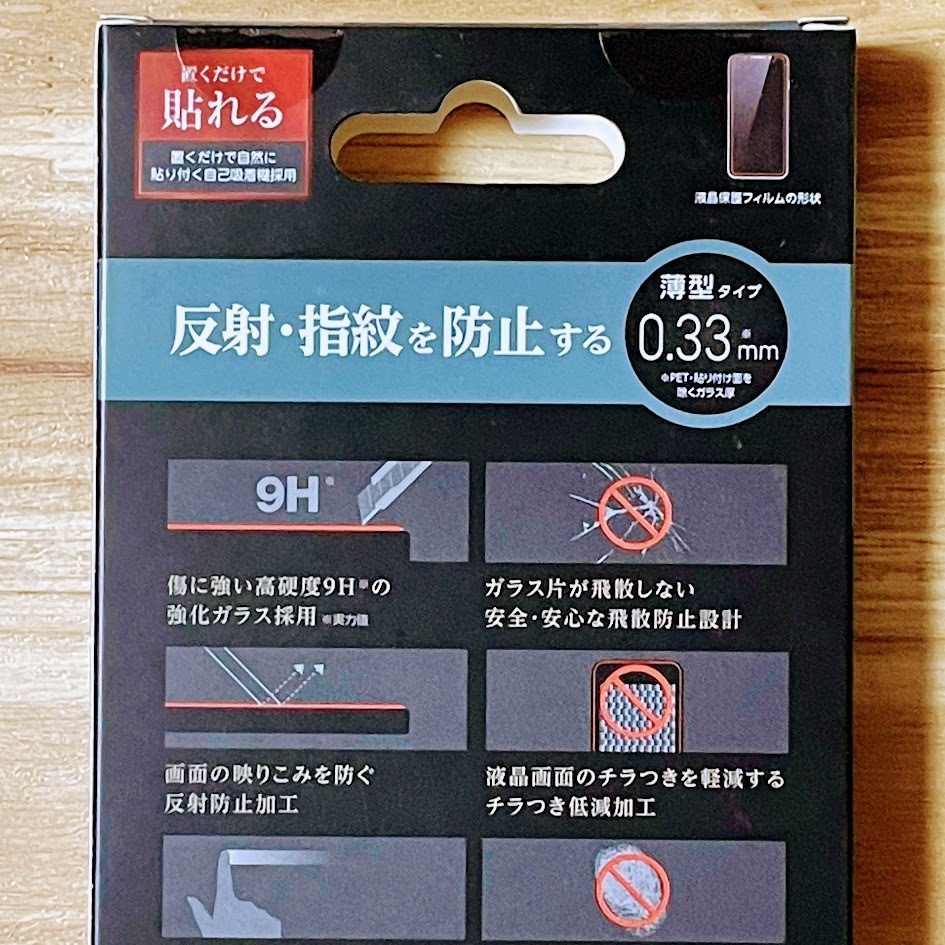 置くだけで
貼れる
置くだけで自然に
貼り付く自己吸着機採用
液晶保護フィルムの形状
反射・指紋を防止する
薄型タイプ
0.33※mm
※PET・貼り付け面を
除くガラス厚
9H※
傷に強い高硬度9H※の
強化ガラス採用 ※実力値
ガラス片が飛散しない
安全・安心な飛散防止設計
画面の映りこみを防ぐ
反射防止加工
液晶画面のチラつきを軽減する
チラつき低減加工